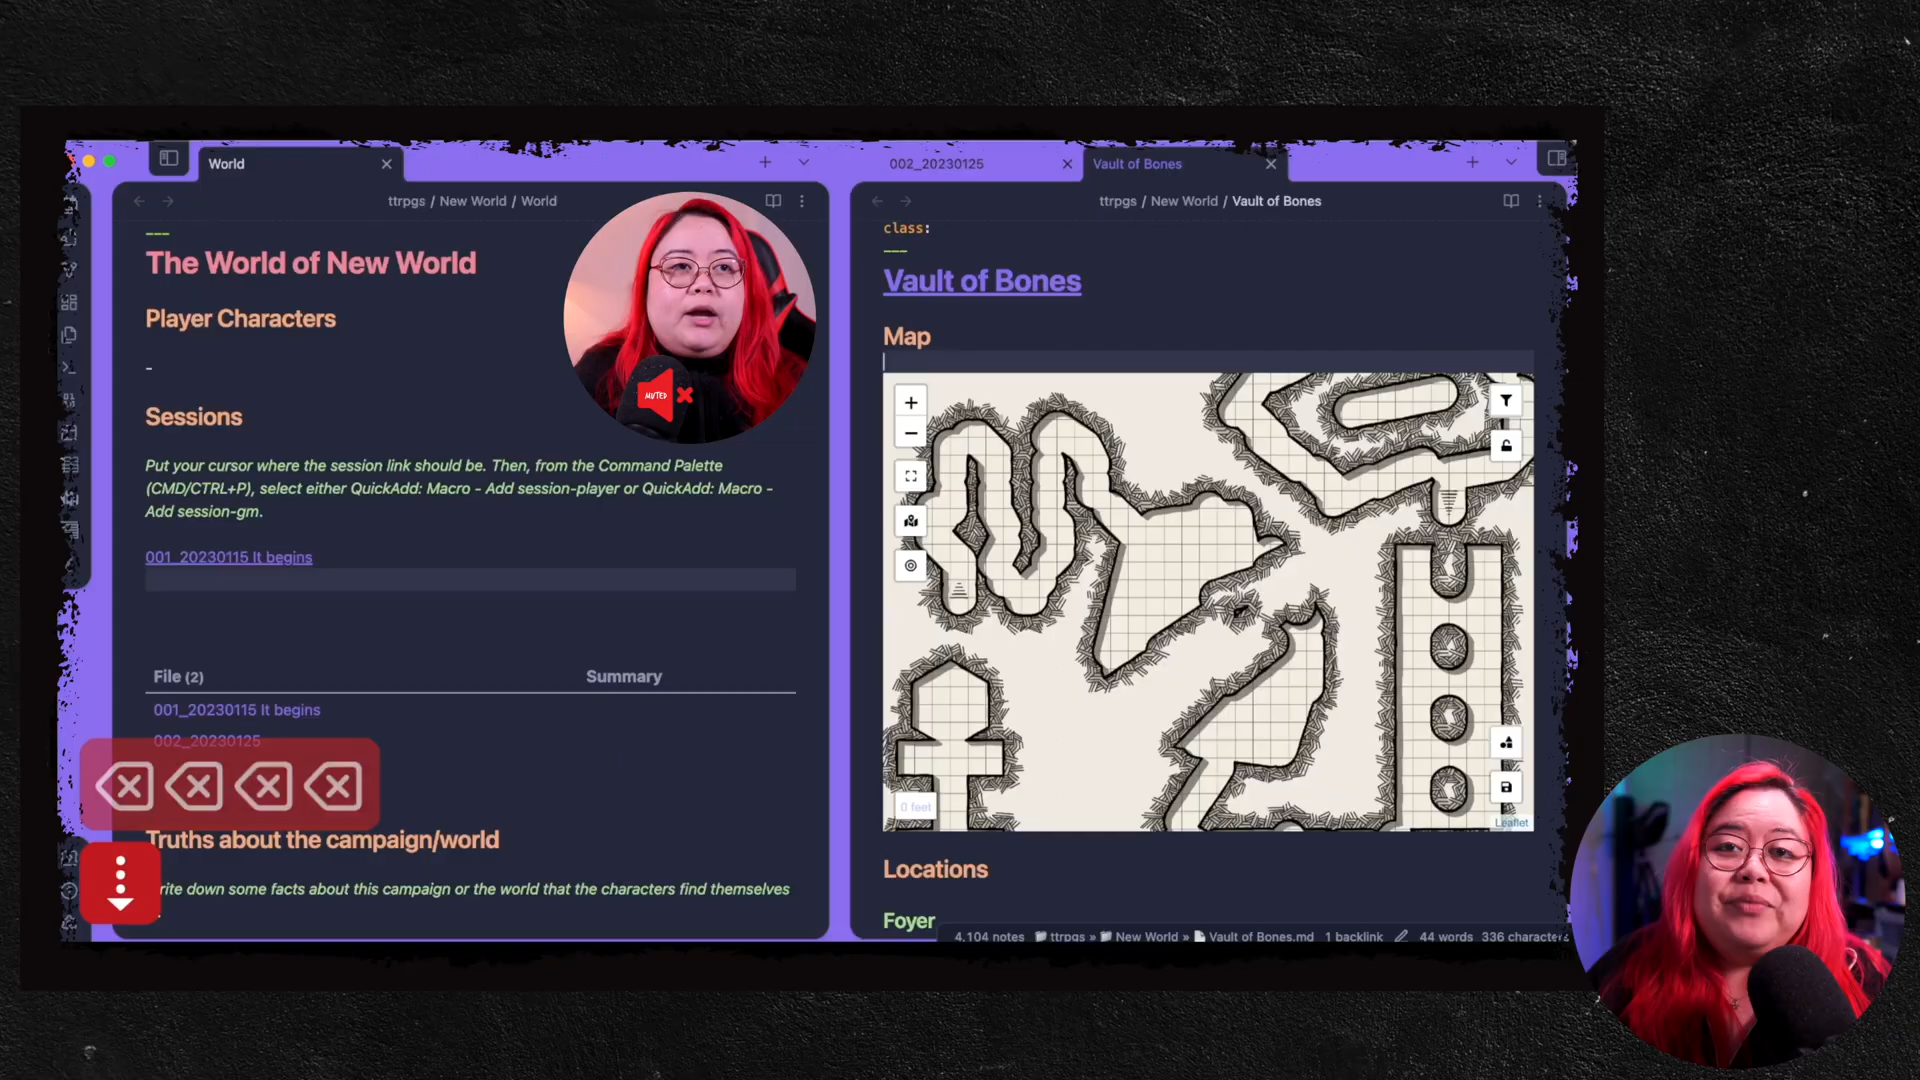 World
002_20230125
Vault of Bones
ttrpgs / New World / World
ttrpgs / New World / Vault of Bones
---
The World of New World
Player Characters
-
MUTED
Sessions
Put your cursor where the session link should be. Then, from the Command Palette
(CMD/CTRL+P), select either QuickAdd: Macro - Add session-player or QuickAdd: Macro -
Add session-gm.
001_20230115 It begins
File (2) Summary
001_20230115 It begins
002_20230125
Truths about the campaign/world
rite down some facts about this campaign or the world that the characters find themselves
class:
---
Vault of Bones
Map
0 feet
Leaflet
Locations
Foyer
4,104 notes ttrpgs » New World » Vault of Bones.md 1 backlink 44 words 336 characters